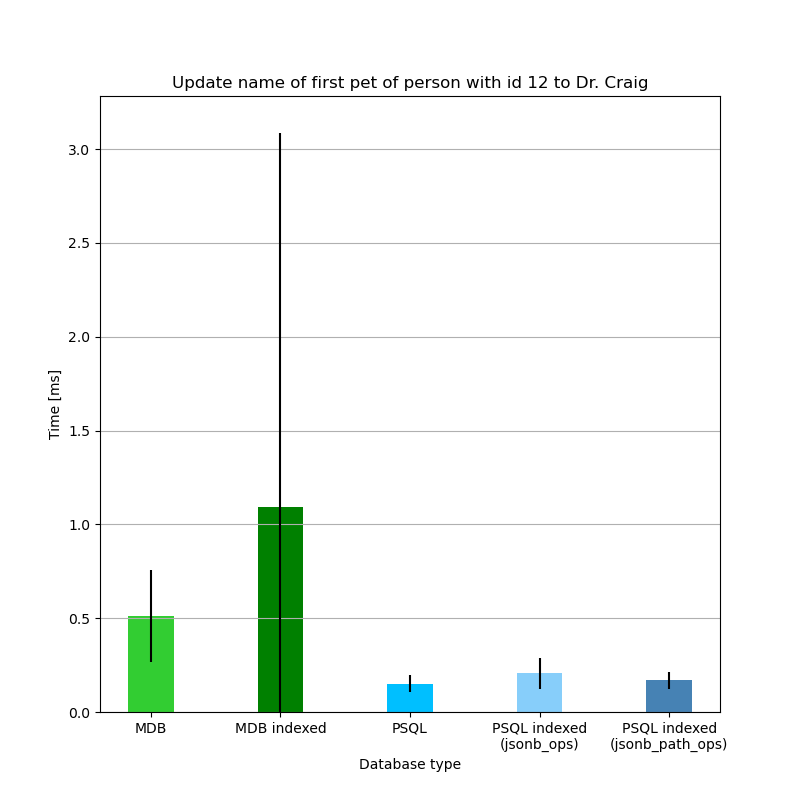 Update name of first pet of person with id 12 to Dr. Craig
3.0
2.5
2.0
1.5
1.0
0.5
0.0
Time [ms]
MDB
MDB indexed
PSQL
PSQL indexed
(jsonb_ops)
PSQL indexed
(jsonb_path_ops)
Database type